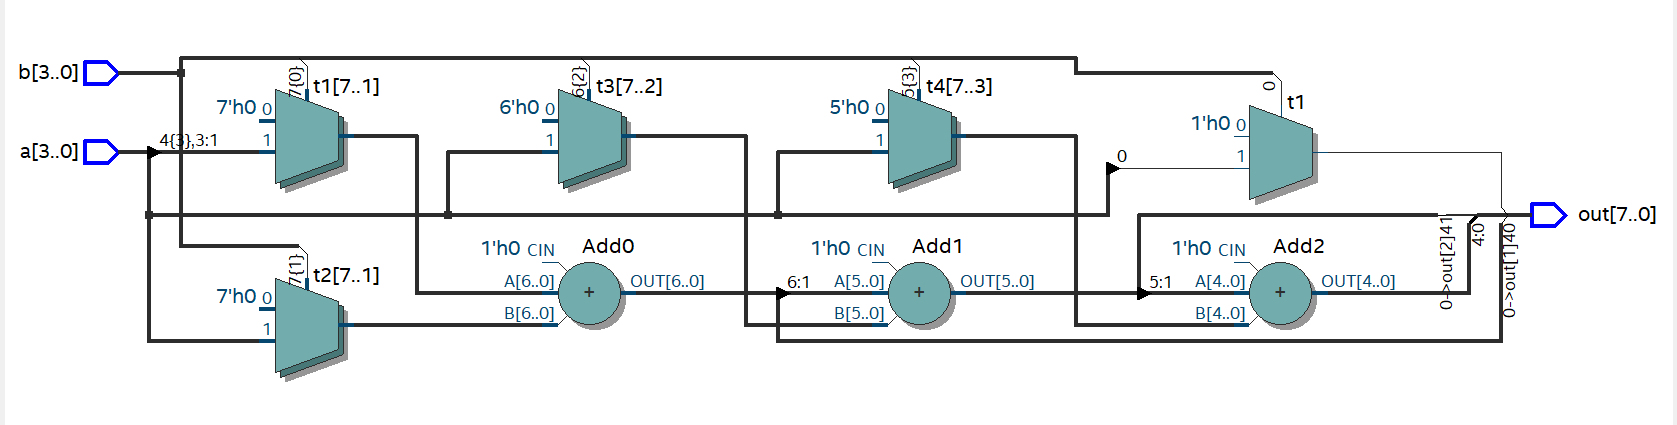 b[3..0]
7{0}
t1[7..1]
6{2}
t3[7..2]
5{3}
t4[7..3]
0
t1
7'h0 0
6'h0 0
5'h0 0
1'h0 0
a[3..0]
4{3},3:1
1
1
1
0
1
out[7..0]
7{1}
t2[7..1]
1'h0 CIN
Add0
1'h0 CIN
Add1
1'h0 CIN
Add2
0->out[2]41
4:0
0->out[1]40
A[6..0]
+
OUT[6..0]
6:1
A[5..0]
+
OUT[5..0]
5:1
A[4..0]
+
OUT[4..0]
7'h0 0
B[6..0]
B[5..0]
B[4..0]
1